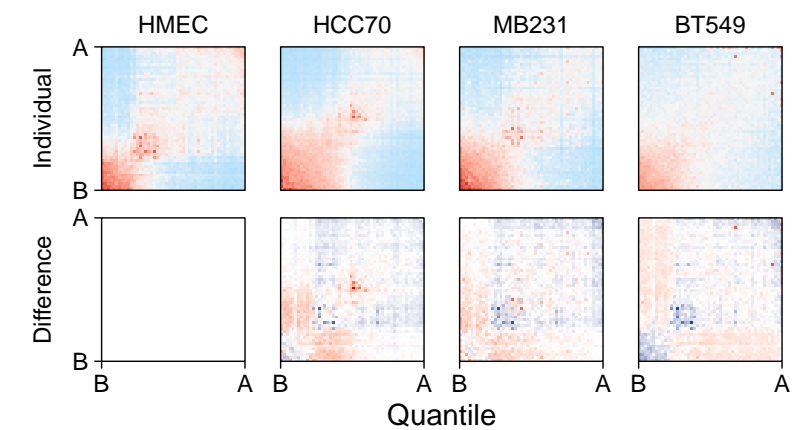 HMEC HCC70 MB231 BT549
A
Individual
B
A
Difference
B
B A B A B A B A
Quantile